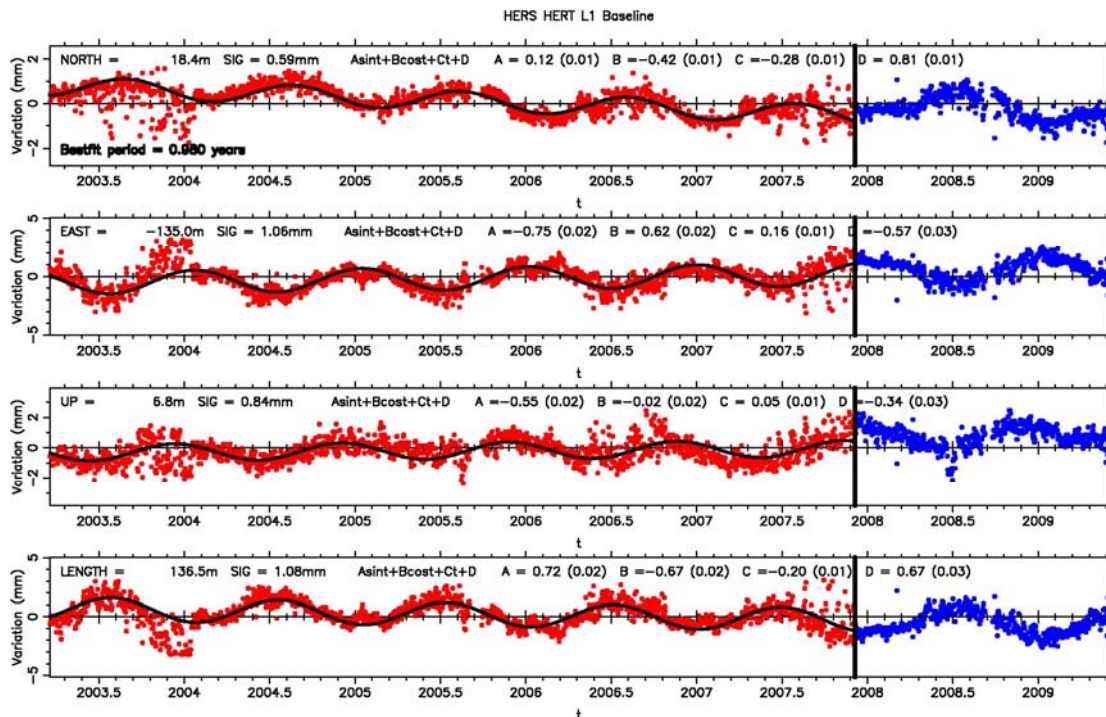 HERS HERT L1 Baseline
NORTH = 18.4m SIG = 0.59mm Asint+Bcost+Ct+D A = 0.12 (0.01) B =-0.42 (0.01) C =-0.28 (0.01) D = 0.81 (0.01)
Variation (mm)
2
0
-2
Bestfit period = 0.980 years
2003.5 2004 2004.5 2005 2005.5 2006 2006.5 2007 2007.5 2008 2008.5 2009
t
EAST = -135.0m SIG = 1.06mm Asint+Bcost+Ct+D A =-0.75 (0.02) B = 0.62 (0.02) C = 0.16 (0.01) D =-0.57 (0.03)
Variation (mm)
5
0
-5
2003.5 2004 2004.5 2005 2005.5 2006 2006.5 2007 2007.5 2008 2008.5 2009
t
UP = 6.8m SIG = 0.84mm Asint+Bcost+Ct+D A =-0.55 (0.02) B =-0.02 (0.02) C = 0.05 (0.01) D =-0.34 (0.03)
Variation (mm)
2
0
-2
2003.5 2004 2004.5 2005 2005.5 2006 2006.5 2007 2007.5 2008 2008.5 2009
t
LENGTH = 136.5m SIG = 1.08mm Asint+Bcost+Ct+D A = 0.72 (0.02) B =-0.67 (0.02) C =-0.20 (0.01) D = 0.67 (0.03)
Variation (mm)
5
0
-5
2003.5 2004 2004.5 2005 2005.5 2006 2006.5 2007 2007.5 2008 2008.5 2009
t